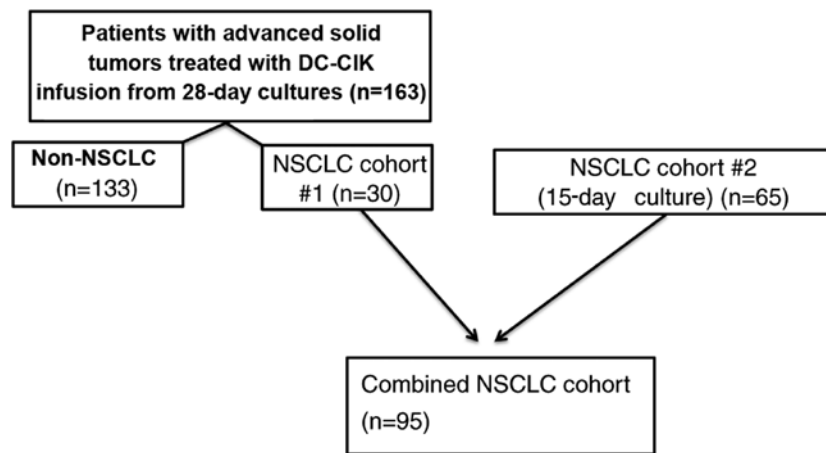 Patients with advanced solid
tumors treated with DC-CIK
infusion from 28-day cultures (n=163)
Non-NSCLC
(n=133)
NSCLC cohort
#1 (n=30)
NSCLC cohort #2
(15-day culture) (n=65)
Combined NSCLC cohort
(n=95)